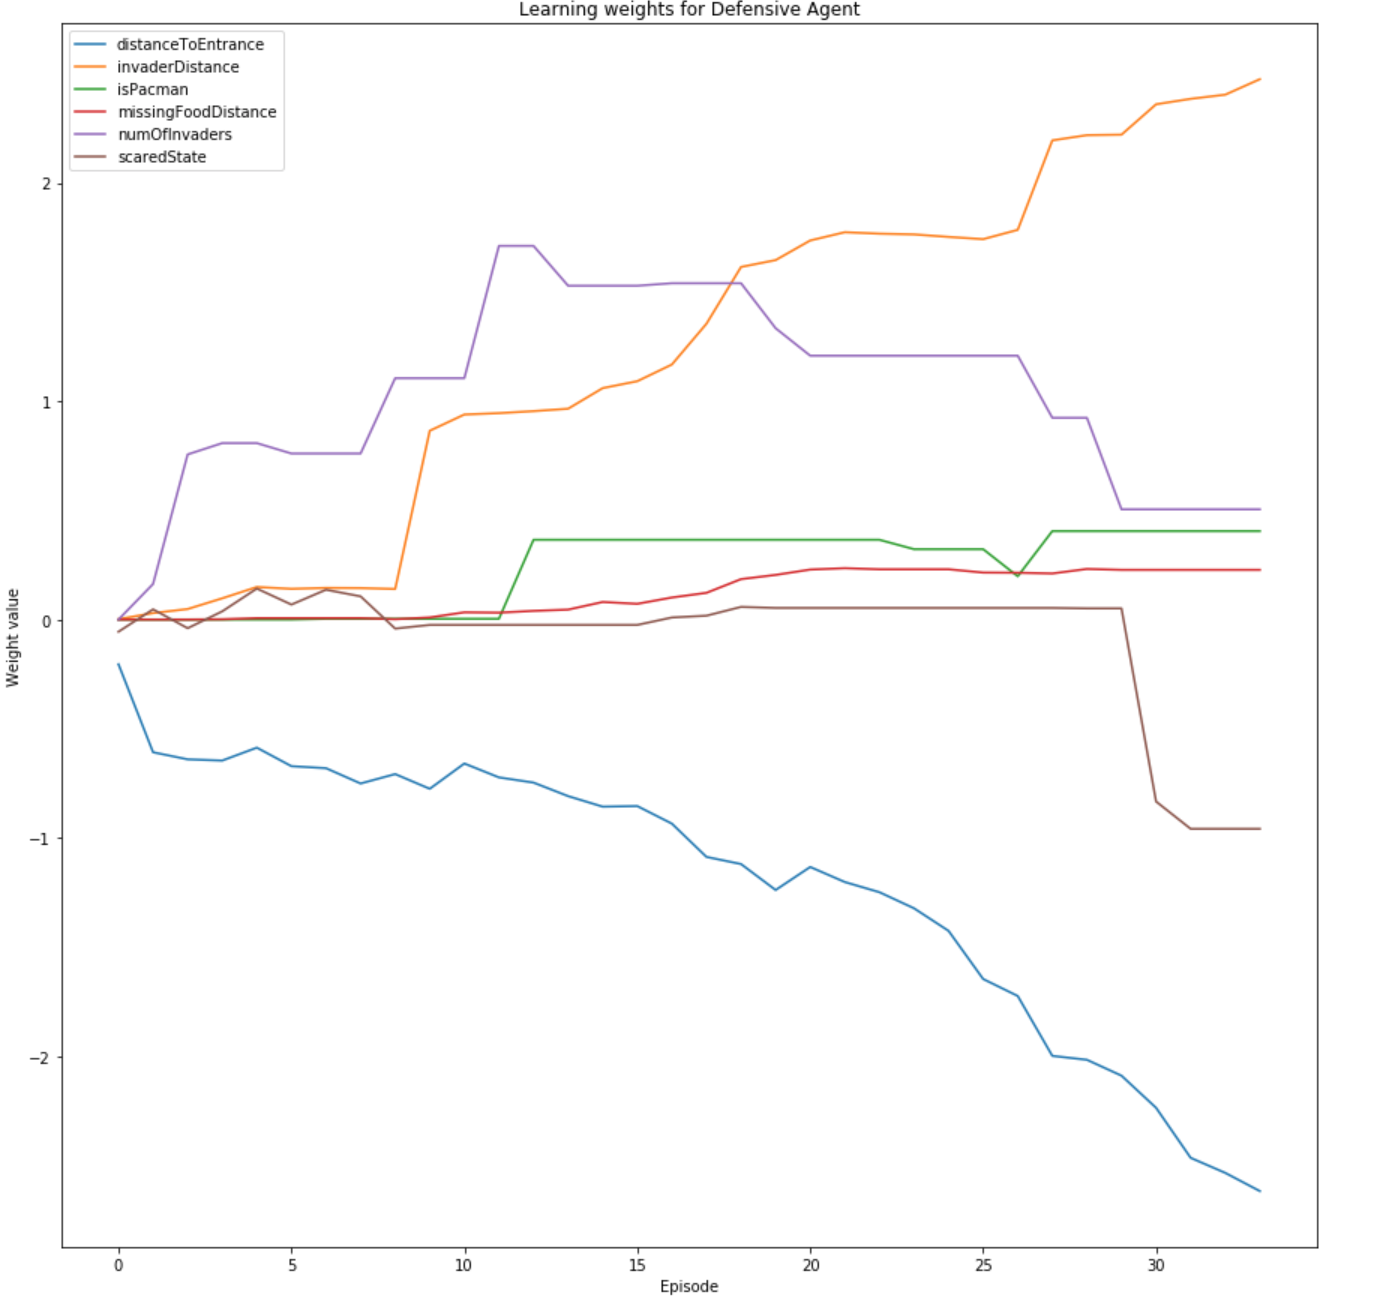 Learning weights for Defensive Agent
distanceToEntrance
invaderDistance
isPacman
missingFoodDistance
numOfInvaders
scaredState
2
1
0
−1
−2
Weight value
0 5 10 15 20 25 30
Episode